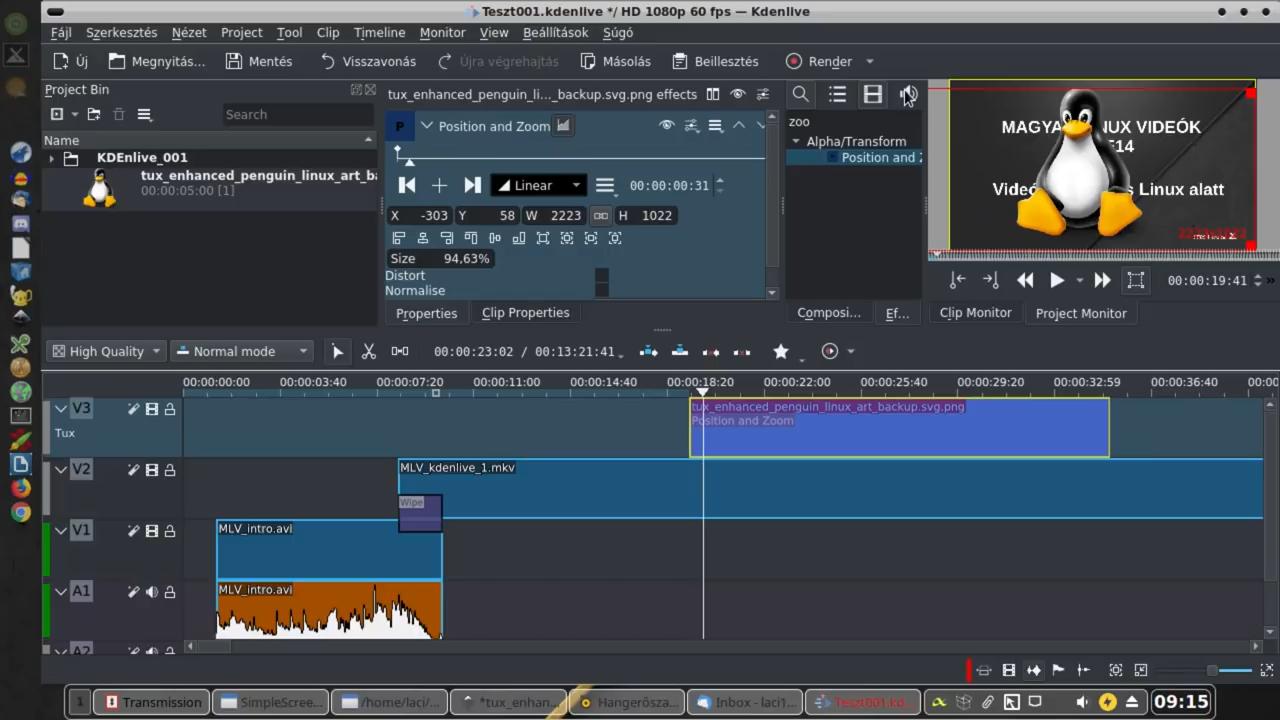 Teszt001.kdenlive */ HD 1080p 60 fps — Kdenlive
Fájl Szerkesztés Nézet Project Tool Clip Timeline Monitor View Beállítások Súgó
Új Megnyitás... Mentés Visszavonás Újra végrehajtás Másolás Beillesztés Render
Project Bin
Search
Name
KDEnlive_001
tux_enhanced_penguin_linux_art_ba
00:00:05:00 [1]
tux_enhanced_penguin_li..._backup.svg.png effects
P Position and Zoom
Linear 00:00:00:31
X -303 Y 58 W 2223 H 1022
Size 94,63%
Distort
Normalise
Properties Clip Properties
zoo
Alpha/Transform
Position and Z
Composi... Ef...
MAGYA NUX VIDEÓK
E14
Vide s Linux alatt
00:00:19:41
Clip Monitor Project Monitor
High Quality Normal mode 00:00:23:02 / 00:13:21:41
00:00:00:00 00:00:03:40 00:00:07:20 00:00:11:00 00:00:14:40 00:00:18:20 00:00:22:00 00:00:25:40 00:00:29:20 00:00:32:59 00:00:36:40 00:00
V3
Tux
tux_enhanced_penguin_linux_art_backup.svg.png
Position and Zoom
V2
MLV_kdenlive_1.mkv
Wipe
V1
MLV_intro.avi
A1
MLV_intro.avi
A2
1 Transmission SimpleScree... /home/laci/... *tux_enhan... Hangerősza... Inbox - laci1... Teszt001.kd... 09:15